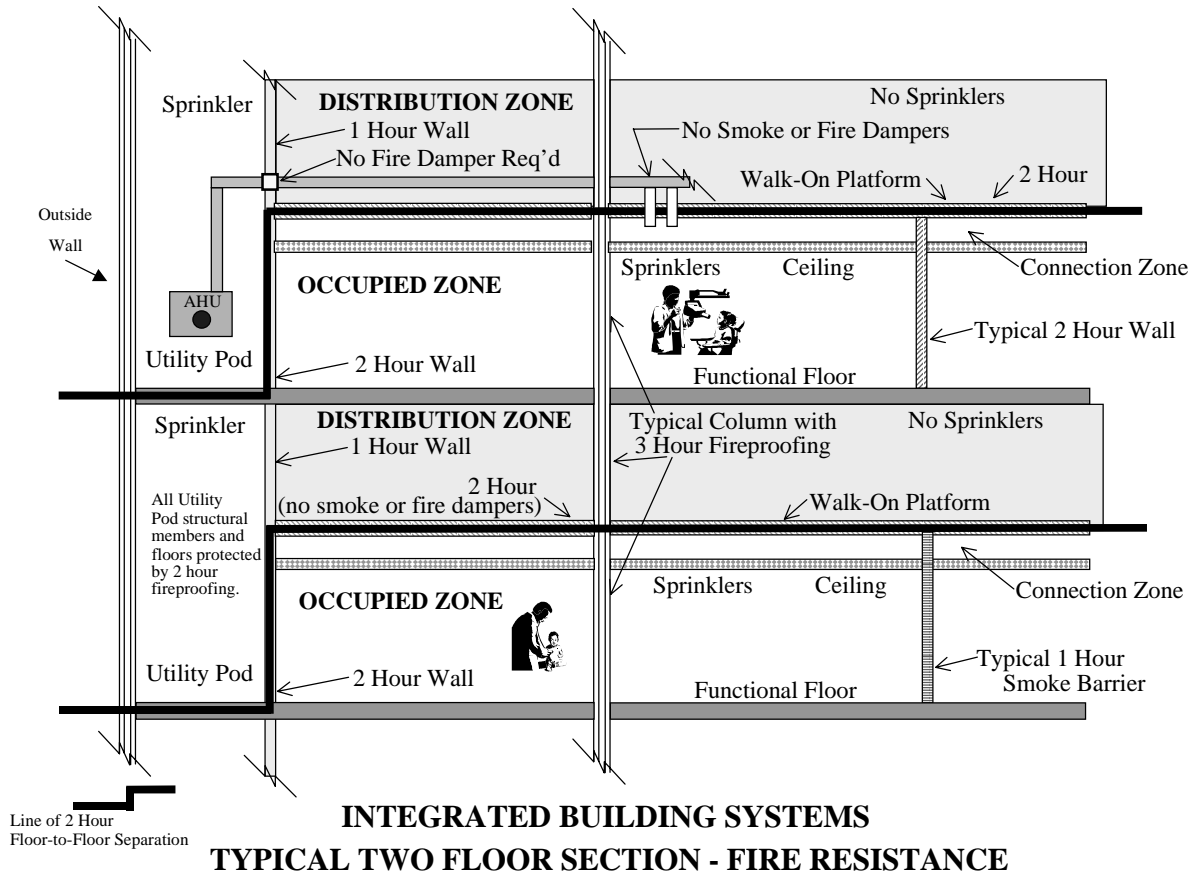 Sprinkler
DISTRIBUTION ZONE
No Sprinklers
1 Hour Wall
No Smoke or Fire Dampers
No Fire Damper Req'd
Walk-On Platform
2 Hour
Outside
Wall
Sprinklers
Ceiling
Connection Zone
OCCUPIED ZONE
AHU
Typical 2 Hour Wall
Utility Pod
2 Hour Wall
Functional Floor
Sprinkler
DISTRIBUTION ZONE
Typical Column with
3 Hour Fireproofing
No Sprinklers
1 Hour Wall
2 Hour
(no smoke or fire dampers)
Walk-On Platform
All Utility
Pod structural
members and
floors protected
by 2 hour
fireproofing.
Sprinklers
Ceiling
Connection Zone
OCCUPIED ZONE
Utility Pod
2 Hour Wall
Typical 1 Hour
Smoke Barrier
Functional Floor
Line of 2 Hour
Floor-to-Floor Separation
INTEGRATED BUILDING SYSTEMS
TYPICAL TWO FLOOR SECTION - FIRE RESISTANCE